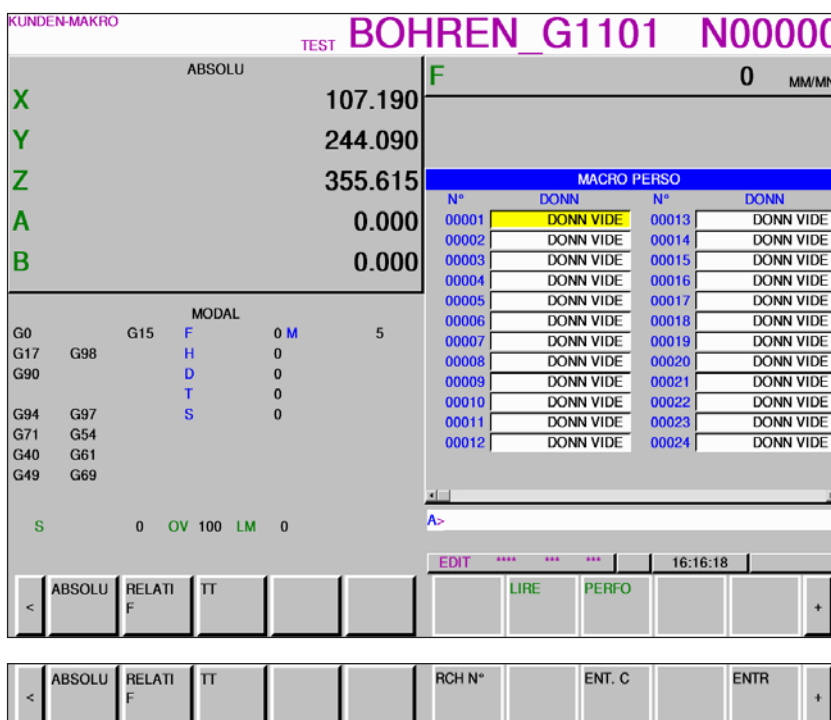 KUNDEN-MAKRO
TEST BOHREN_G1101 N00000
ABSOLU
X 107.190
Y 244.090
Z 355.615
A 0.000
B 0.000
F 0 MM/MN
MACRO PERSO
N° DONN N° DONN
00001 DONN VIDE 00013 DONN VIDE
00002 DONN VIDE 00014 DONN VIDE
00003 DONN VIDE 00015 DONN VIDE
00004 DONN VIDE 00016 DONN VIDE
00005 DONN VIDE 00017 DONN VIDE
00006 DONN VIDE 00018 DONN VIDE
00007 DONN VIDE 00019 DONN VIDE
00008 DONN VIDE 00020 DONN VIDE
00009 DONN VIDE 00021 DONN VIDE
00010 DONN VIDE 00022 DONN VIDE
00011 DONN VIDE 00023 DONN VIDE
00012 DONN VIDE 00024 DONN VIDE
MODAL
G0 G15 F 0 M 5
G17 G98 H 0
G90 D 0
T 0
G94 G97 S 0
G71 G54
G40 G61
G49 G69
S 0 OV 100 LM 0
A>
EDIT **** *** *** 16:16:18
< ABSOLU RELATI TT LIRE PERFO +
F
< ABSOLU RELATI TT RCH N° ENT. C ENTR +
F